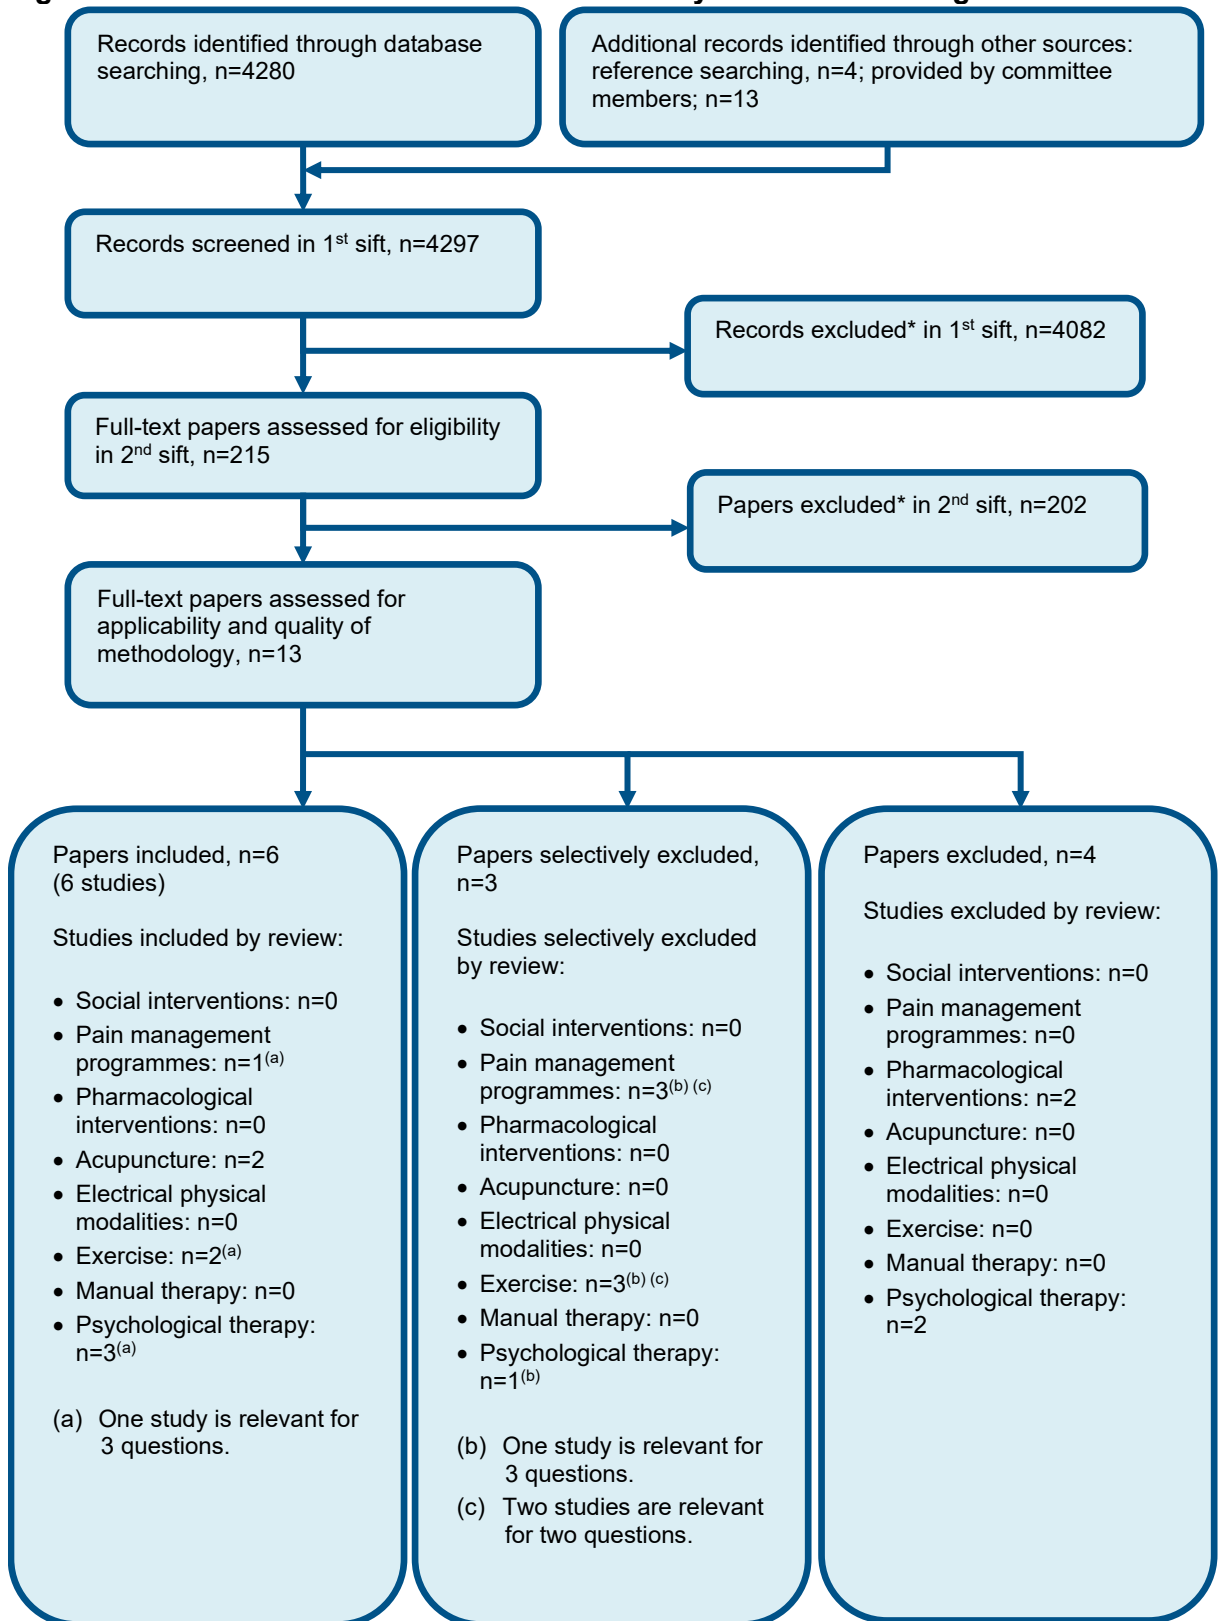 Records identified through database
searching, n=4280
Additional records identified through other sources:
reference searching, n=4; provided by committee
members; n=13
Records screened in 1st sift, n=4297
Records excluded* in 1st sift, n=4082
Full-text papers assessed for eligibility
in 2nd sift, n=215
Papers excluded* in 2nd sift, n=202
Full-text papers assessed for
applicability and quality of
methodology, n=13
Papers included, n=6
(6 studies)
Studies included by review:
• Social interventions: n=0
• Pain management
programmes: n=1(a)
• Pharmacological
interventions: n=0
• Acupuncture: n=2
• Electrical physical
modalities: n=0
• Exercise: n=2(a)
• Manual therapy: n=0
• Psychological therapy:
n=3(a)
(a) One study is relevant for
3 questions.
Papers selectively excluded,
n=3
Studies selectively excluded
by review:
• Social interventions: n=0
• Pain management
programmes: n=3(b) (c)
• Pharmacological
interventions: n=0
• Acupuncture: n=0
• Electrical physical
modalities: n=0
• Exercise: n=3(b) (c)
• Manual therapy: n=0
• Psychological therapy:
n=1(b)
(b) One study is relevant for
3 questions.
(c) Two studies are relevant
for two questions.
Papers excluded, n=4
Studies excluded by review:
• Social interventions: n=0
• Pain management
programmes: n=0
• Pharmacological
interventions: n=2
• Acupuncture: n=0
• Electrical physical
modalities: n=0
• Exercise: n=0
• Manual therapy: n=0
• Psychological therapy:
n=2